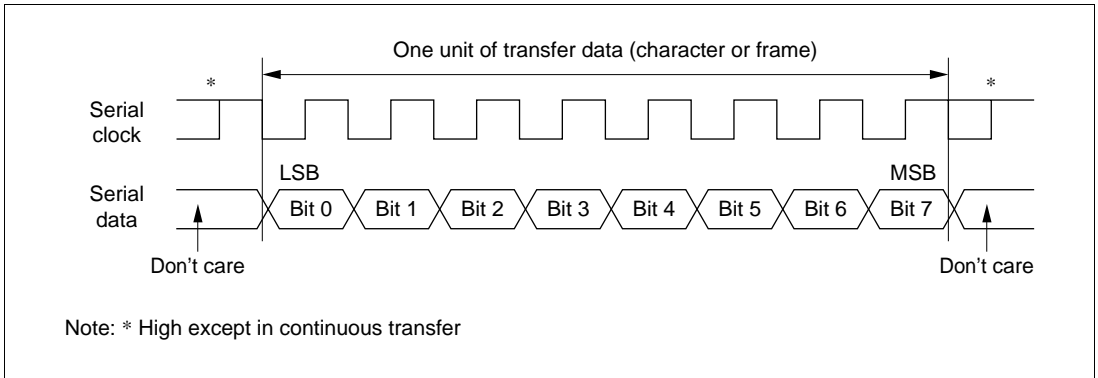 One unit of transfer data (character or frame)
* *
Serial
clock
LSB MSB
Serial
data
Bit 0 Bit 1 Bit 2 Bit 3 Bit 4 Bit 5 Bit 6 Bit 7
Don’t care Don’t care
Note: * High except in continuous transfer